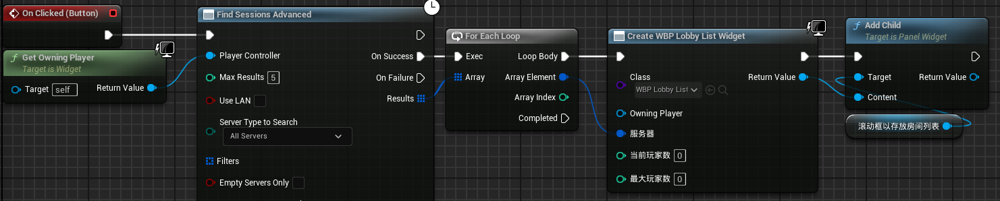 On Clicked (Button)
Get Owning Player
Target is Widget
Target self
Return Value
Find Sessions Advanced
Player Controller
On Success
Max Results 5
On Failure
Use LAN
Results
Server Type to Search
All Servers
Filters
Empty Servers Only
For Each Loop
Exec
Loop Body
Array
Array Element
Array Index
Completed
Create WBP Lobby List Widget
Class
Return Value
WBP Lobby List
Owning Player
服务器
当前玩家数 0
最大玩家数 0
Add Child
Target is Panel Widget
Target
Return Value
Content
滚动框以存放房间列表